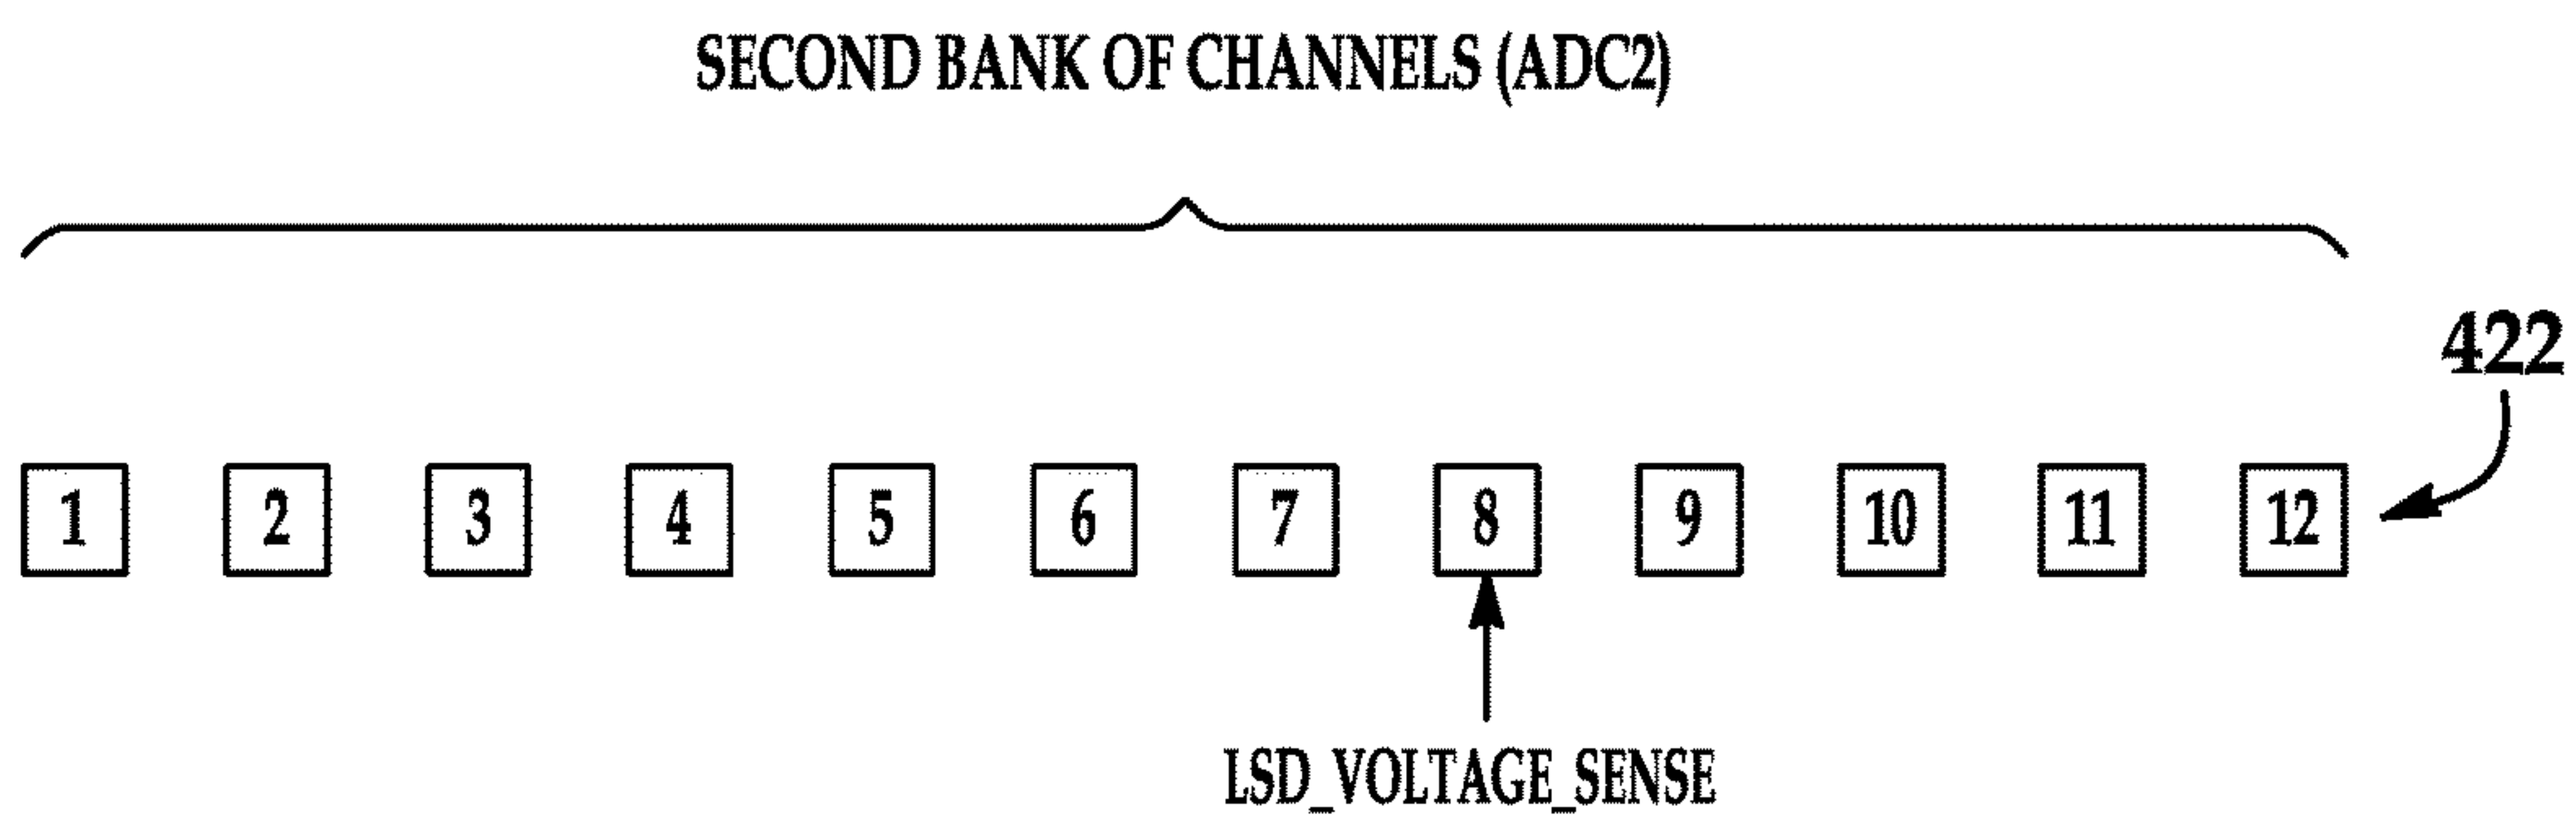 SECOND BANK OF CHANNELS (ADC2)
422
1 2 3 4 5 6 7 8 9 10 11 12
LSD_VOLTAGE_SENSE